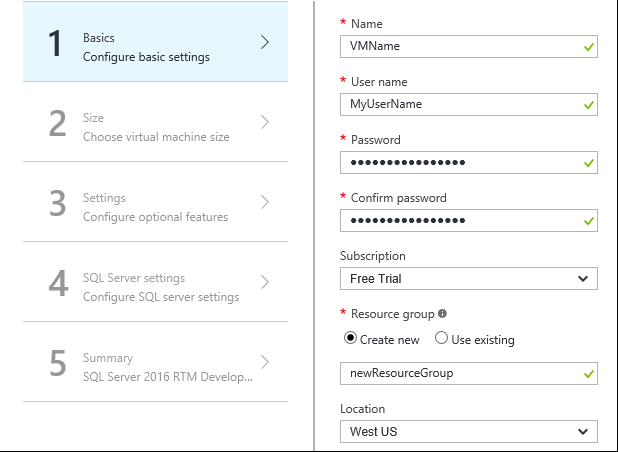 1
Basics
Configure basic settings
2
Size
Choose virtual machine size
3
Settings
Configure optional features
4
SQL Server settings
Configure SQL server settings
5
Summary
SQL Server 2016 RTM Develop...
* Name
VMName
* User name
MyUserName
* Password
••••••••••••••••
* Confirm password
••••••••••••••••
Subscription
Free Trial
* Resource group
Create new Use existing
newResourceGroup
Location
West US